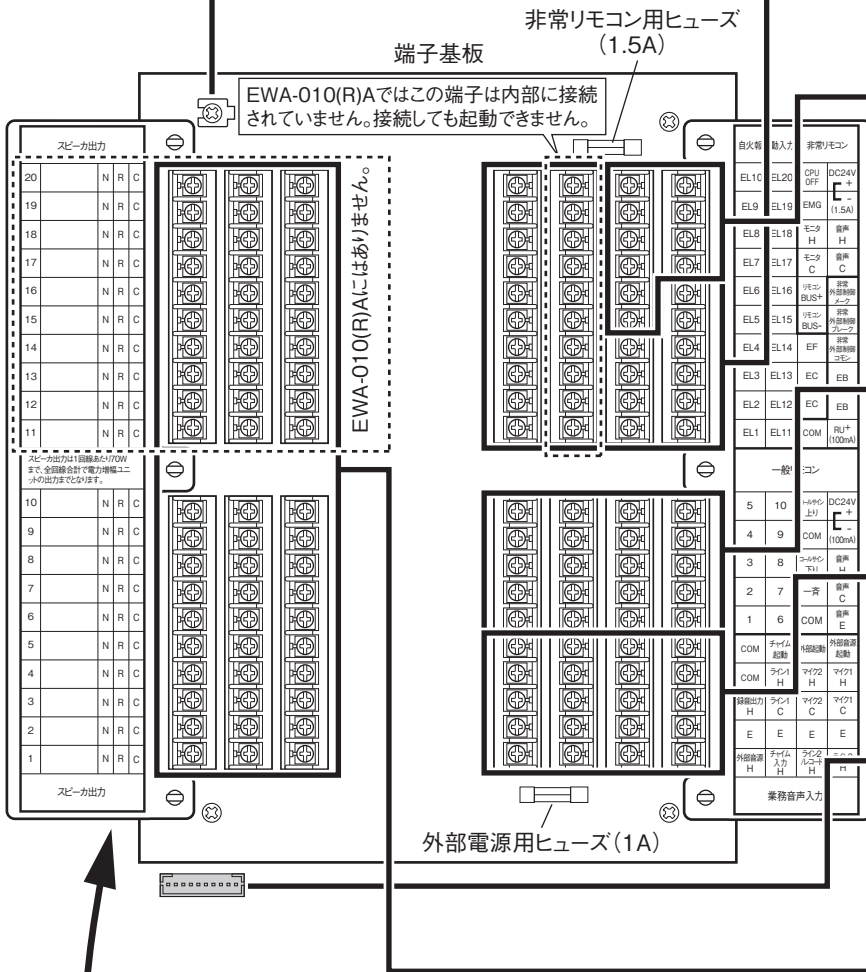 非常リモコン用ヒューズ
(1.5A)
端子基板
EWA-010(R)Aではこの端子は内部に接続
されていません。接続しても起動できません。
スピーカ出力
20 N R C
19 N R C
18 N R C
17 N R C
16 N R C
15 N R C
14 N R C
13 N R C
12 N R C
11 N R C
スピーカ出力は1回線あたり170W
まで、全回線合計で電力増幅ユニ
ットの出力までとなります。
10 N R C
9 N R C
8 N R C
7 N R C
6 N R C
5 N R C
4 N R C
3 N R C
2 N R C
1 N R C
スピーカ出力
EWA-010(R)Aにはありません。
自火報 動入力 非常リモコン
EL10 EL20 CPU OFF DC24V +
EL9 EL19 EMG - (1.5A)
EL8 EL18 モニタ H 音声 H
EL7 EL17 モニタ C 音声 C
EL6 EL16 リモコン BUS+ 非常 外部制御 メーク
EL5 EL15 リモコン BUS- 非常 外部制御 ブレーク
EL4 EL14 EF 非常 外部制御 コモン
EL3 EL13 EC EB
EL2 EL12 EC EB
EL1 EL11 COM RU+ (100mA)
一般 コン
5 10 コールサイン 上り DC24V +
4 9 COM - (100mA)
3 8 コールサイン 下り 音声 H
2 7 一斉 音声 C
1 6 COM 音声 E
COM チャイム 起動 外部起動 外部音源 起動
COM ライン1 H マイク2 H マイク1 H
録音出力 H ライン1 C マイク2 C マイク1 C
E E E E
外部音源 H チャイム 入力 H ライン2 /レコード H H
業務音声入力
外部電源用ヒューズ(1A)